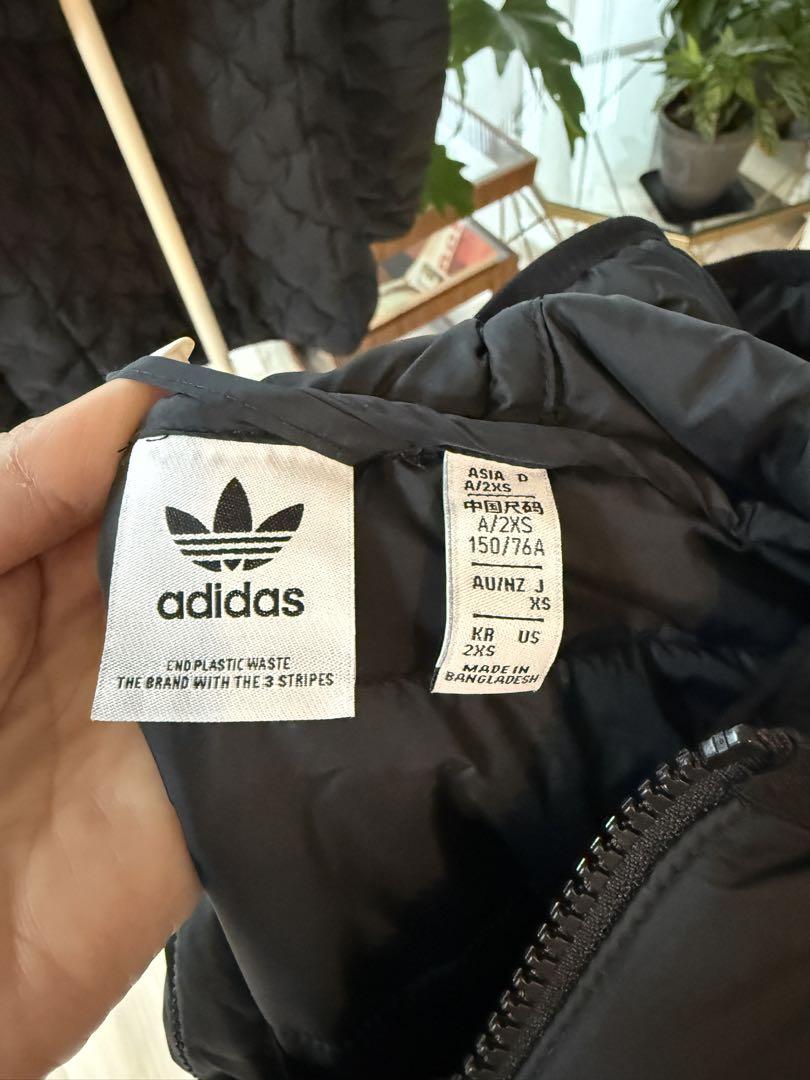 adidas
END PLASTIC WASTE
THE BRAND WITH THE 3 STRIPES
ASIA D
A/2XS
中国尺码
A/2XS
150/76A
AU/NZ J
XS
KR US
2XS
MADE IN
BANGLADESH